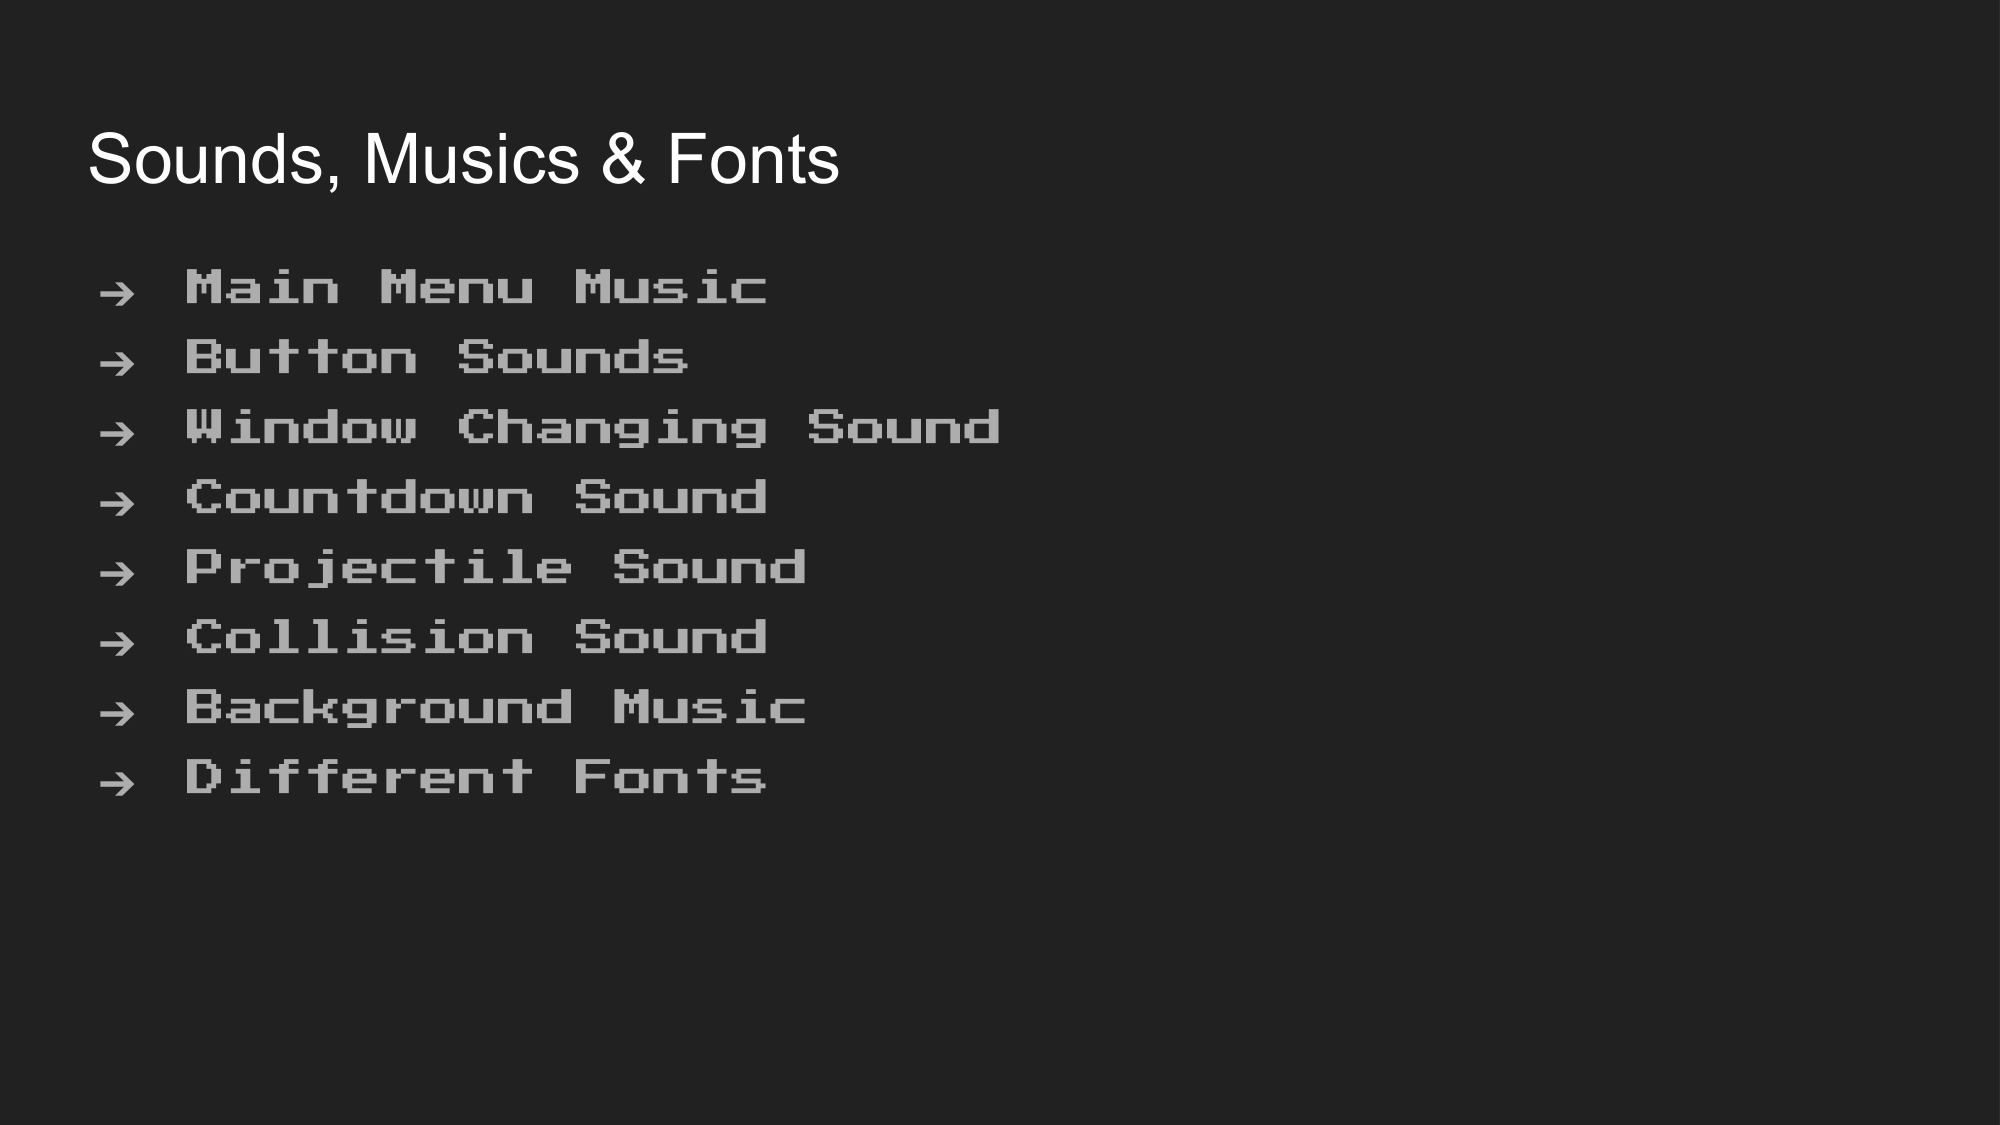 Sounds, Musics & Fonts
➔ Main Menu Music
➔ Button Sounds
➔ Window Changing Sound
➔ Countdown Sound
➔ Projectile Sound
➔ Collision Sound
➔ Background Music
➔ Different Fonts